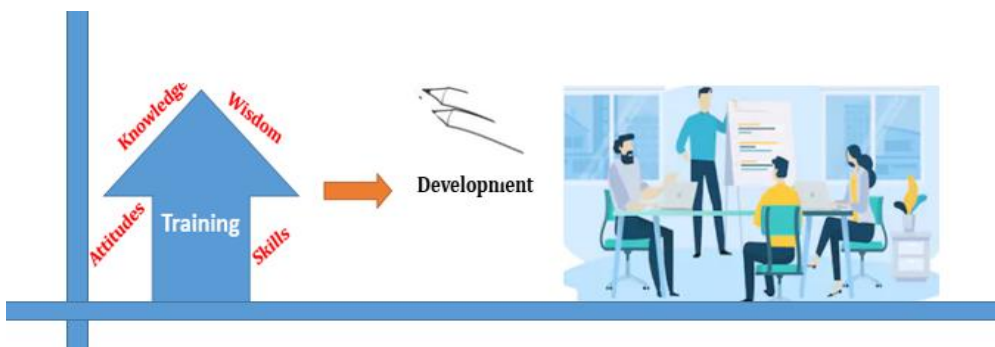 Knowledge
Wisdom
Attitudes
Training
Skills
Development